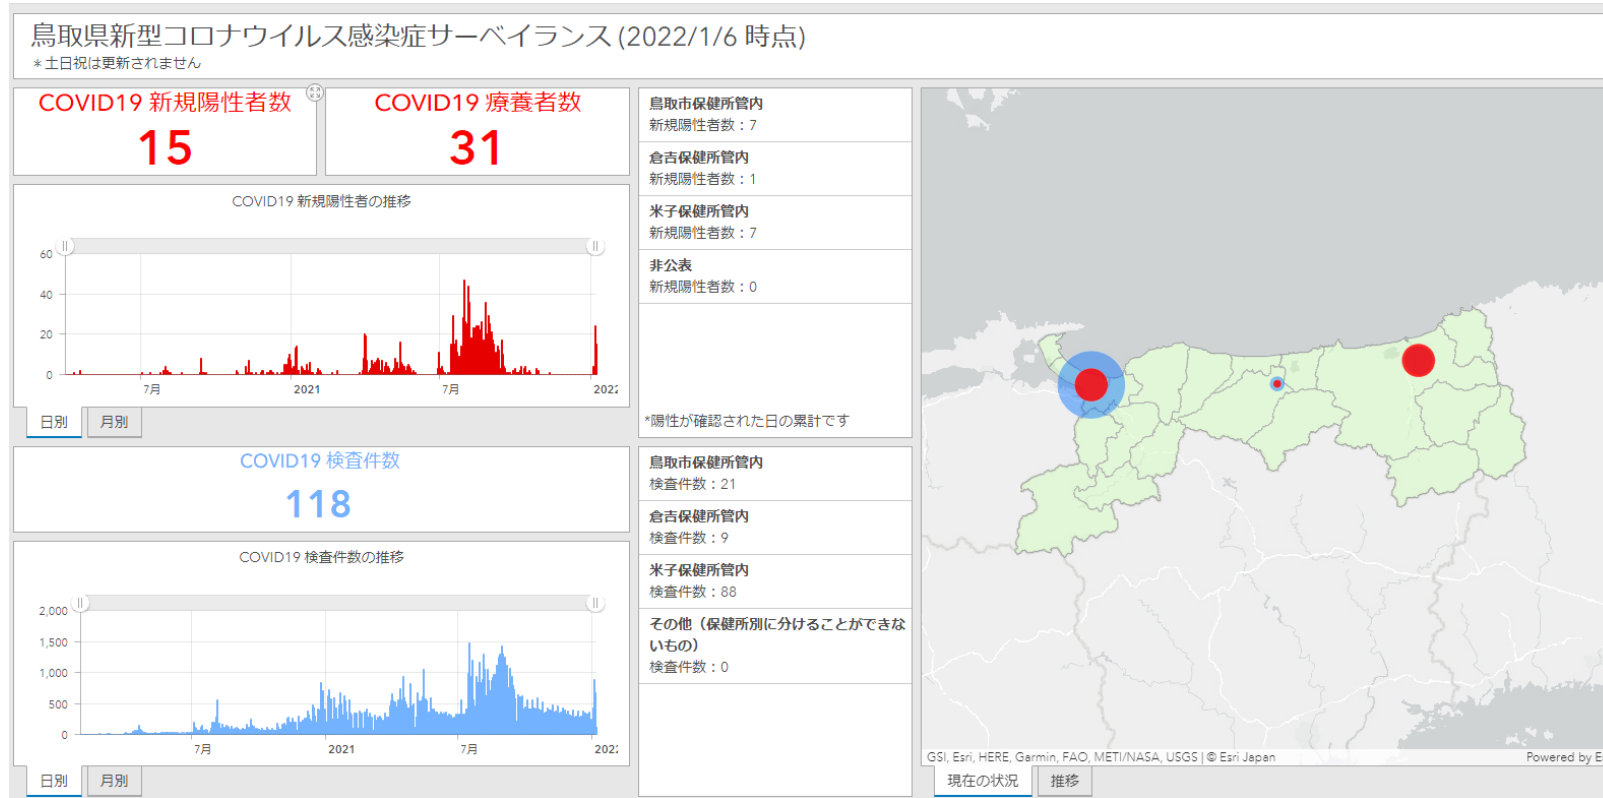 鳥取県新型コロナウイルス感染症サーベイランス (2022/1/6 時点)
＊土日祝は更新されません
COVID19 新規陽性者数
15
COVID19 療養者数
31
COVID19 新規陽性者の推移
60
40
20
0
7月
2021
7月
2022
日別
月別
COVID19 検査件数
118
COVID19 検査件数の推移
2,000
1,500
1,000
500
0
7月
2021
7月
2022
日別
月別
鳥取市保健所管内
新規陽性者数：7
倉吉保健所管内
新規陽性者数：1
米子保健所管内
新規陽性者数：7
非公表
新規陽性者数：0
*陽性が確認された日の累計です
鳥取市保健所管内
検査件数：21
倉吉保健所管内
検査件数：9
米子保健所管内
検査件数：88
その他（保健所別に分けることができな
いもの）
検査件数：0
GSI, Esri, HERE, Garmin, FAO, METI/NASA, USGS | © Esri Japan
Powered by E
現在の状況
推移